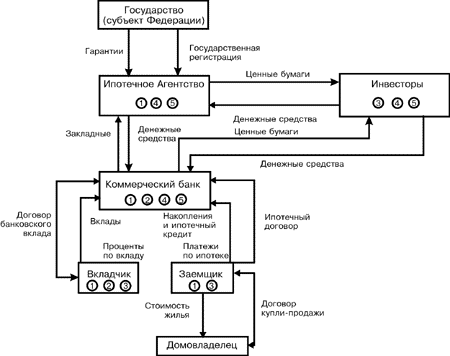 Государство
(субъект Федерации)
Гарантии
Государственная
регистрация
Ипотечное Агентство
1 4 5
Ценные бумаги
Инвесторы
3 4 5
Денежные средства
Закладные
Денежные
средства
Ценные бумаги
Денежные средства
Коммерческий банк
1 2 4 5
Договор
банковского
вклада
Вклады
Накопления
и ипотечный
кредит
Ипотечный
договор
Проценты
по вкладу
Платежи
по ипотеке
Вкладчик
1 2 3
Заемщик
1 3
Стоимость
жилья
Договор
купли-продажи
Домовладелец